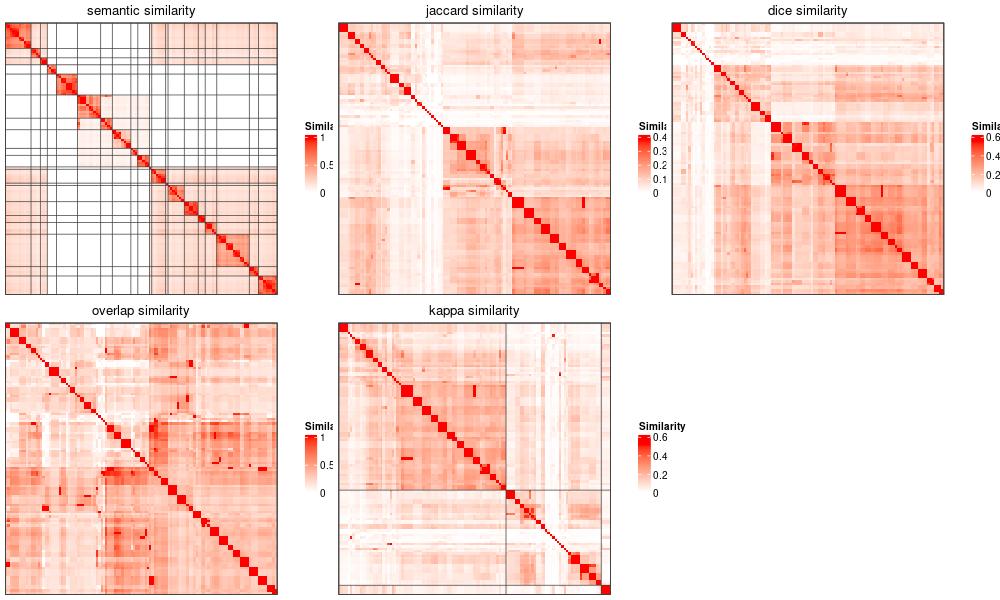 semantic similarity
Simila
1
0.5
0
jaccard similarity
Simila
0.4
0.3
0.2
0.1
0
dice similarity
Simila
0.6
0.4
0.2
0
overlap similarity
Simila
1
0.5
0
kappa similarity
Similarity
0.6
0.4
0.2
0